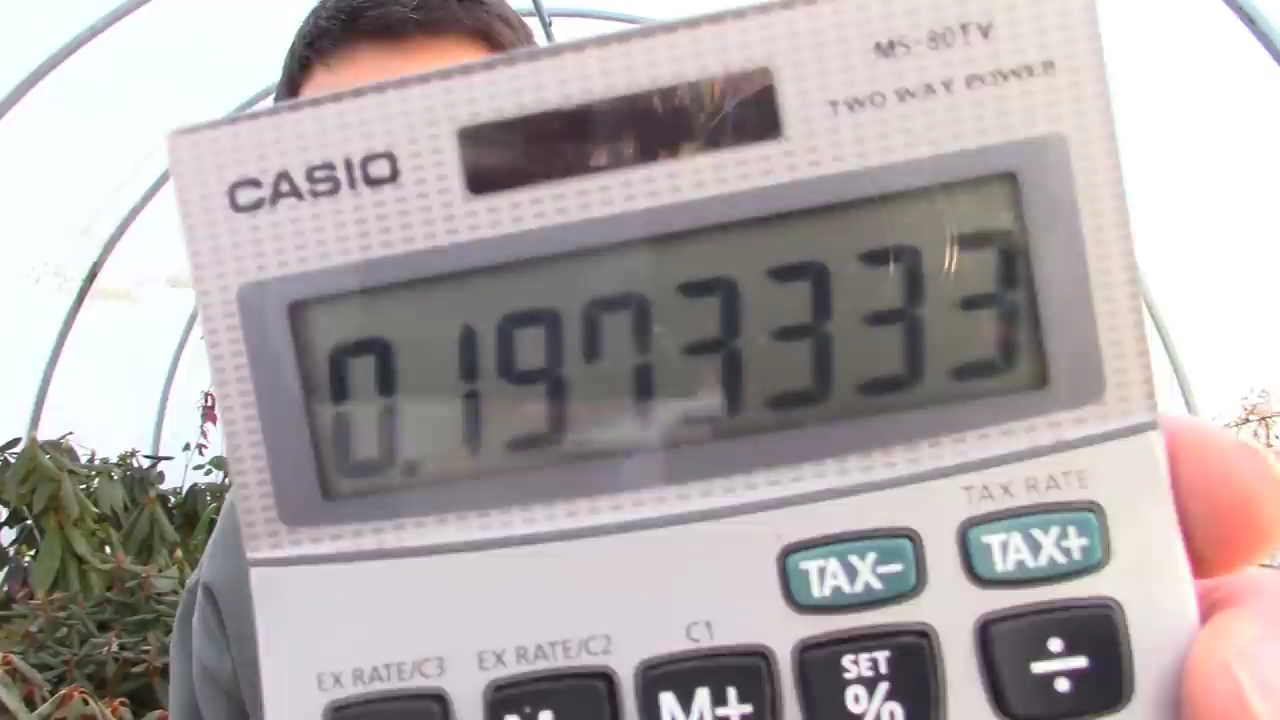 MS-80TV
TWO WAY POWER
CASIO
0.1973333
TAX RATE
TAX-
TAX+
EX RATE/C3
EX RATE/C2
C1
M+
SET
%
÷